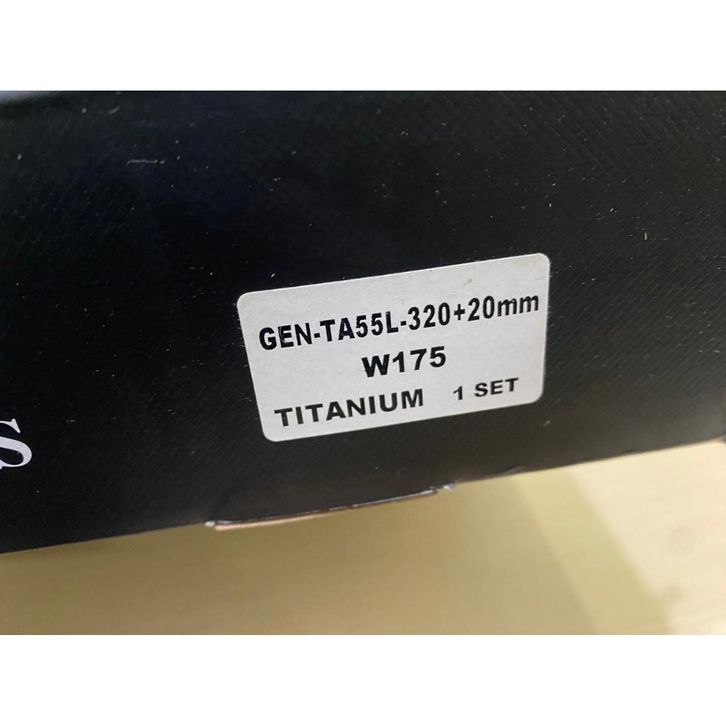 GEN-TA55L-320+20mm
W175
TITANIUM 1 SET
S